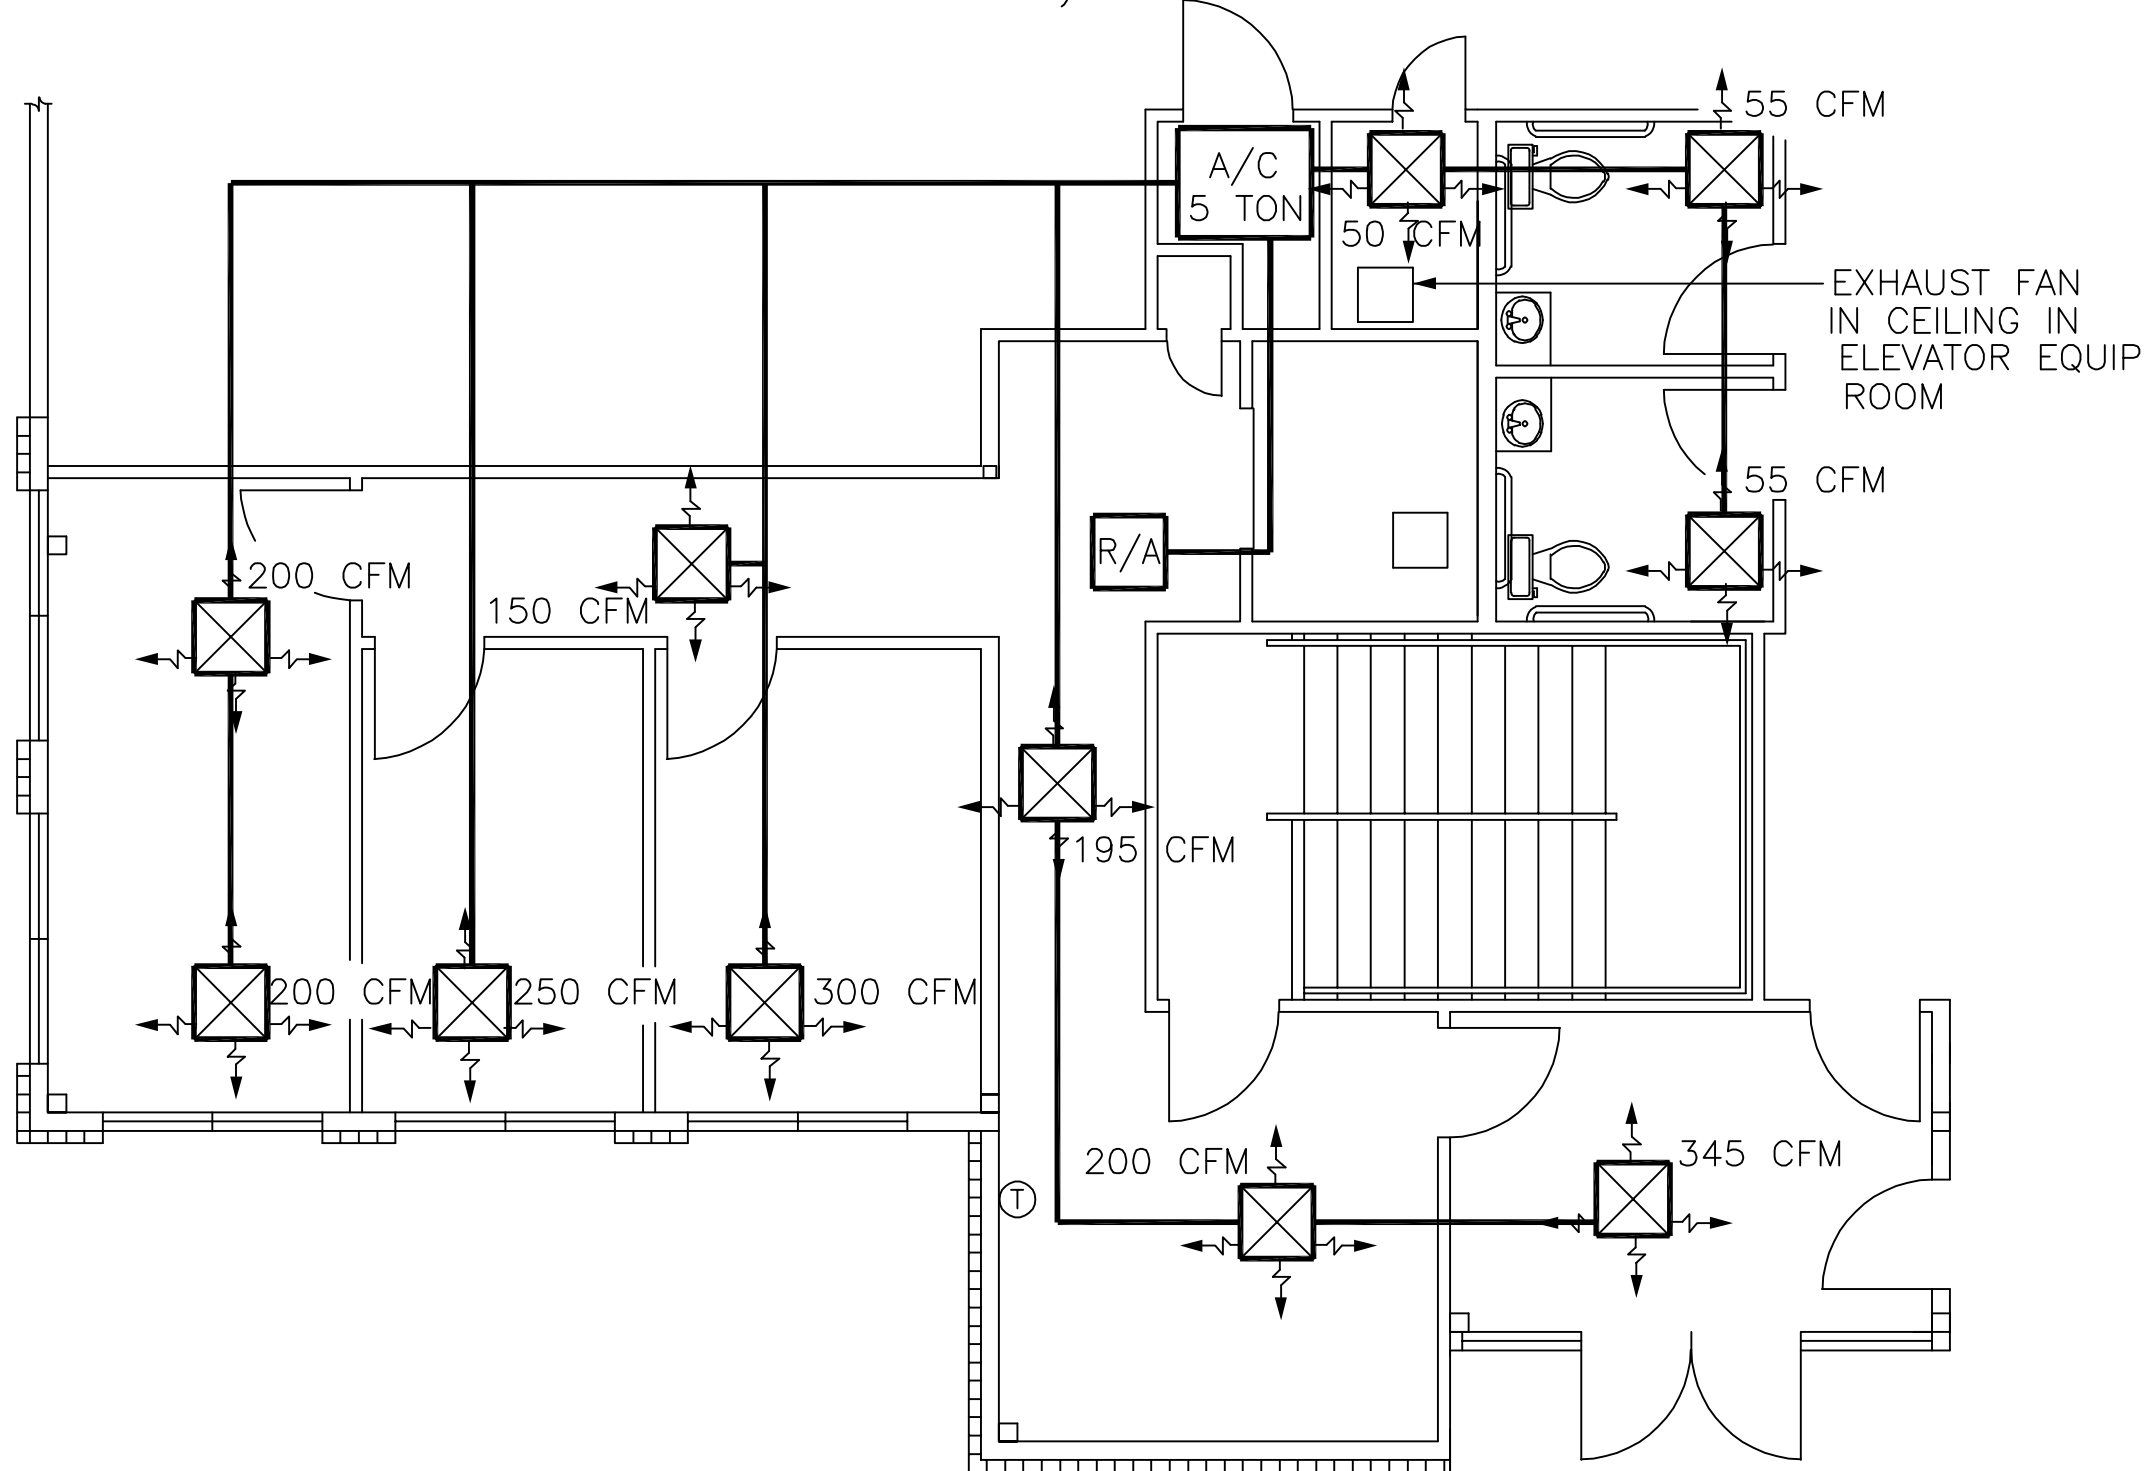 55 CFM
A/C
5 TON
50 CFM
EXHAUST FAN
IN CEILING IN
ELEVATOR EQUIP
ROOM
55 CFM
R/A
200 CFM
150 CFM
195 CFM
200 CFM
250 CFM
300 CFM
200 CFM
345 CFM
T